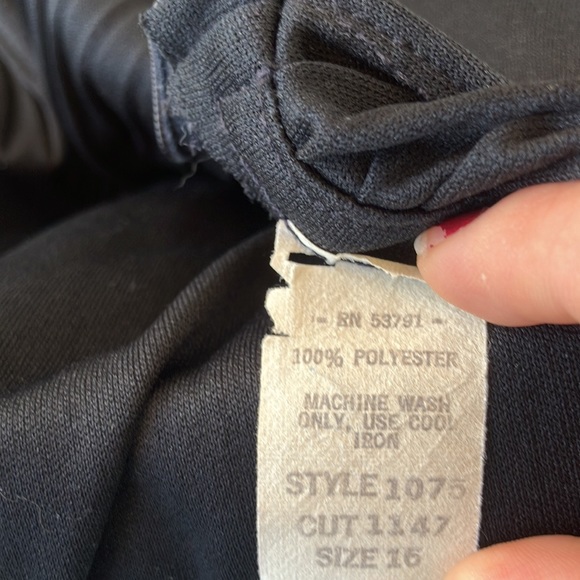 - RN 53791 -
100% POLYESTER
MACHINE WASH
ONLY, USE COOL
IRON
STYLE 1075
CUT 1147
SIZE 16